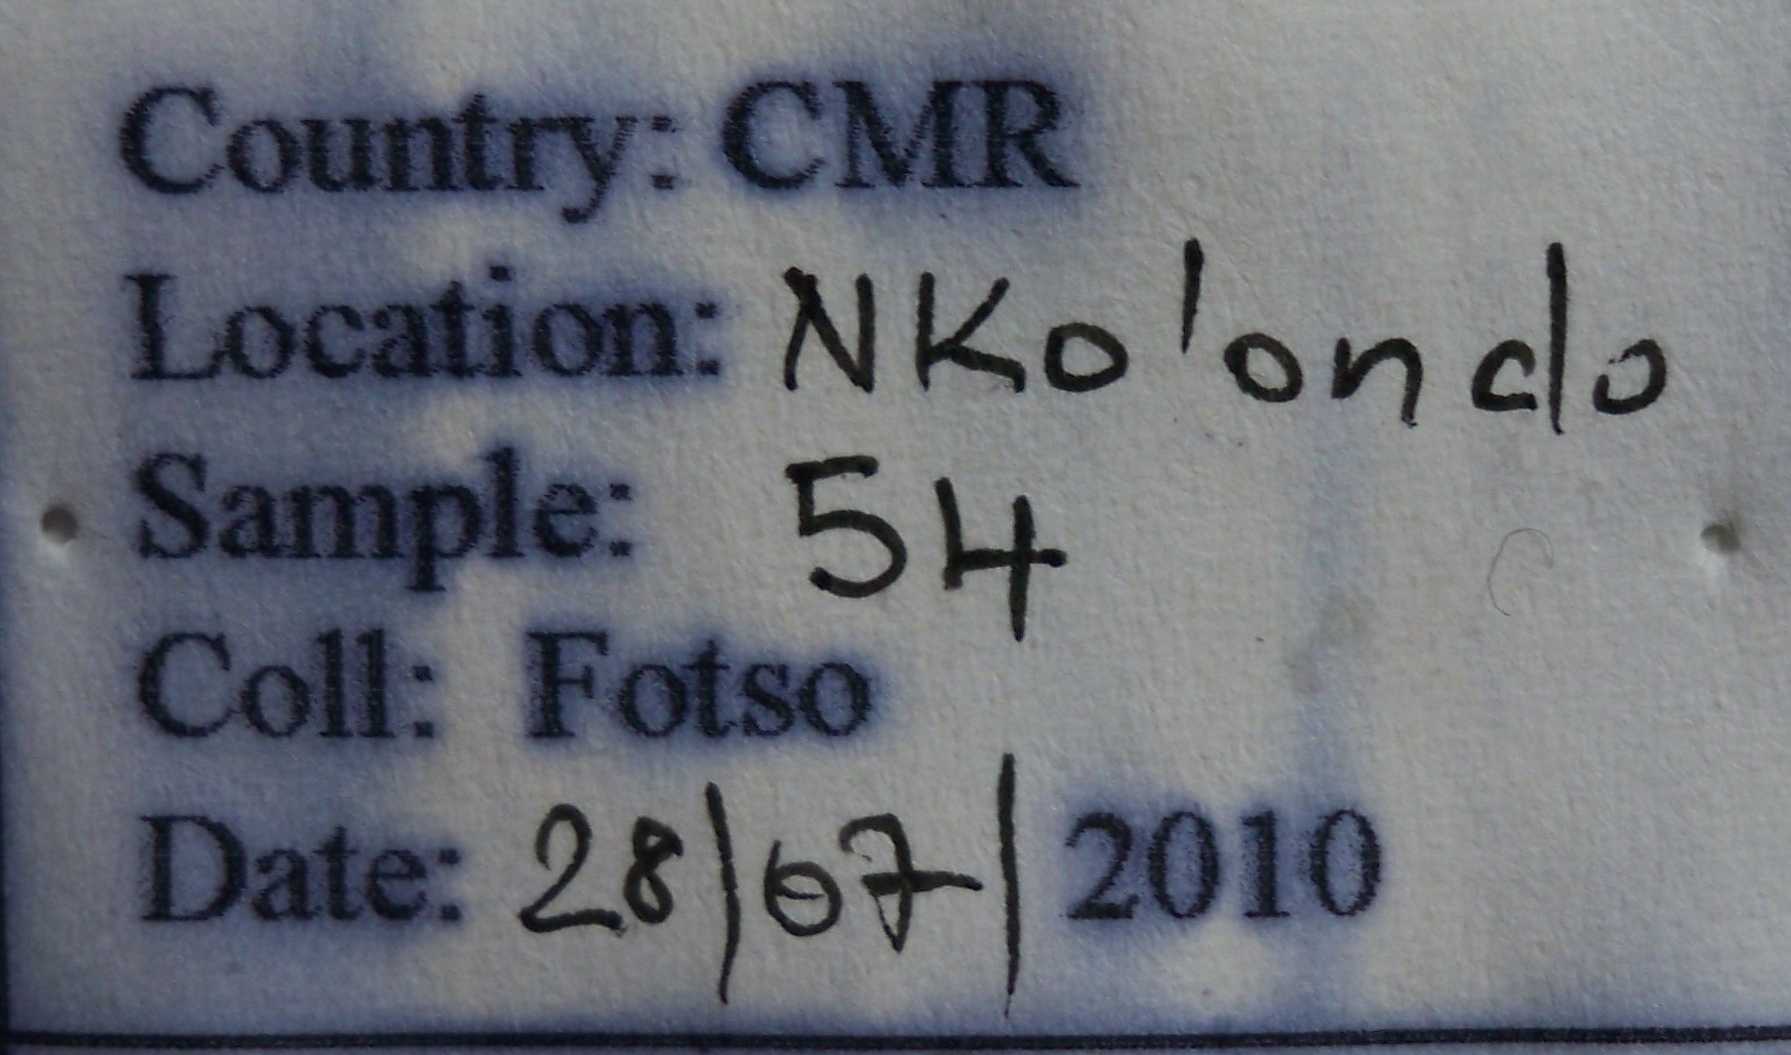 Country: CMR
Location: NKo'ondo
Sample: 54
Coll: Fotso
Date: 28/07/2010